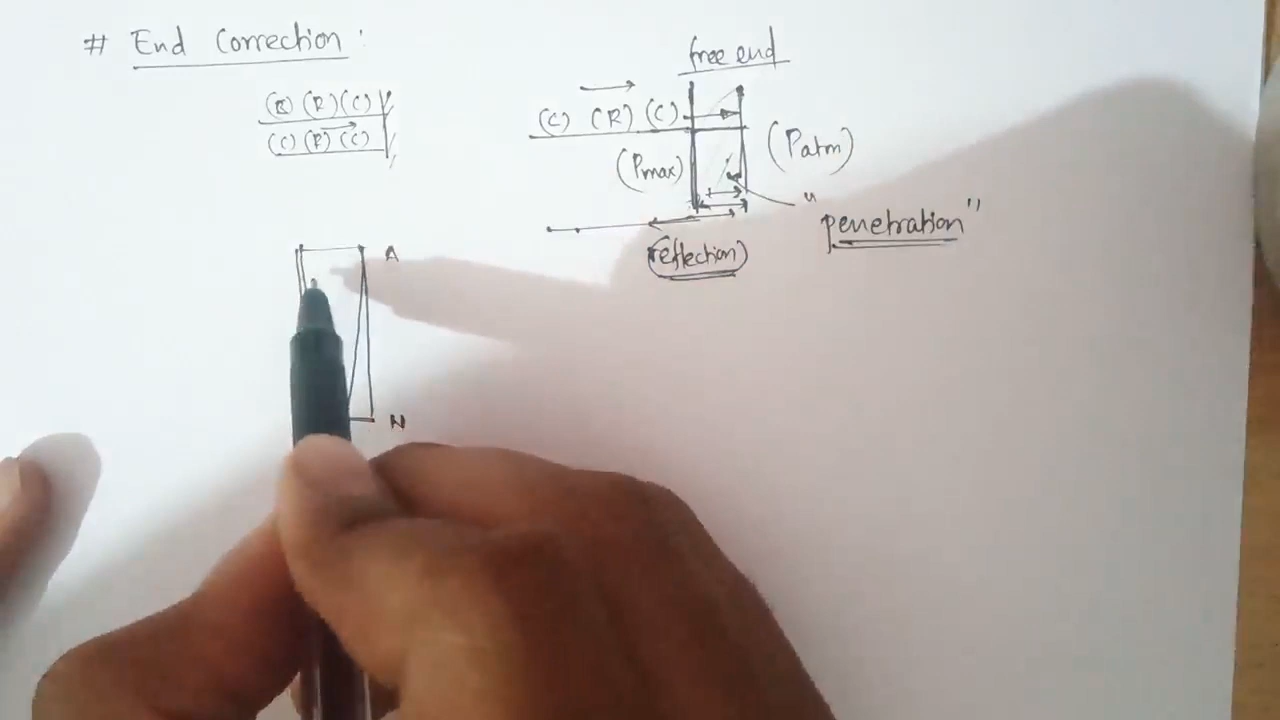 # End Correction :
(R) (R) (C)
(C) (R) (C)
free end
(C) (R) (C)
(Pmax)
(Patm)
" penetration "
(reflection)
A
N